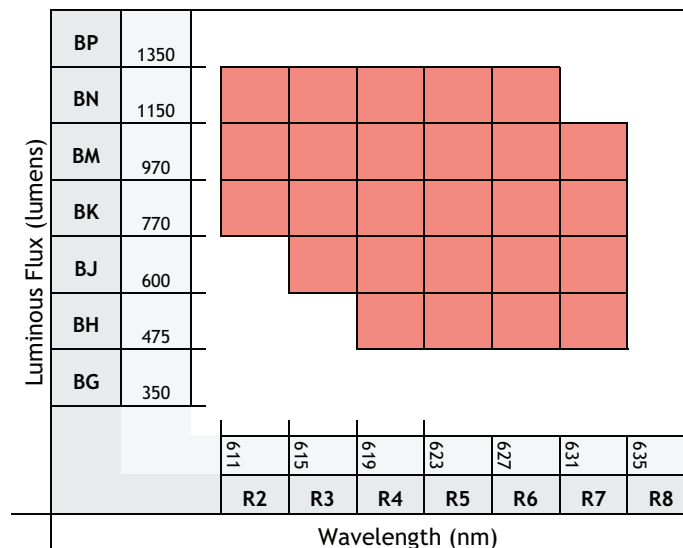 BP 1350
BN 1150
BM 970
BK 770
BJ 600
BH 475
BG 350
Luminous Flux (lumens)
611 615 619 623 627 631 635
R2 R3 R4 R5 R6 R7 R8
Wavelength (nm)